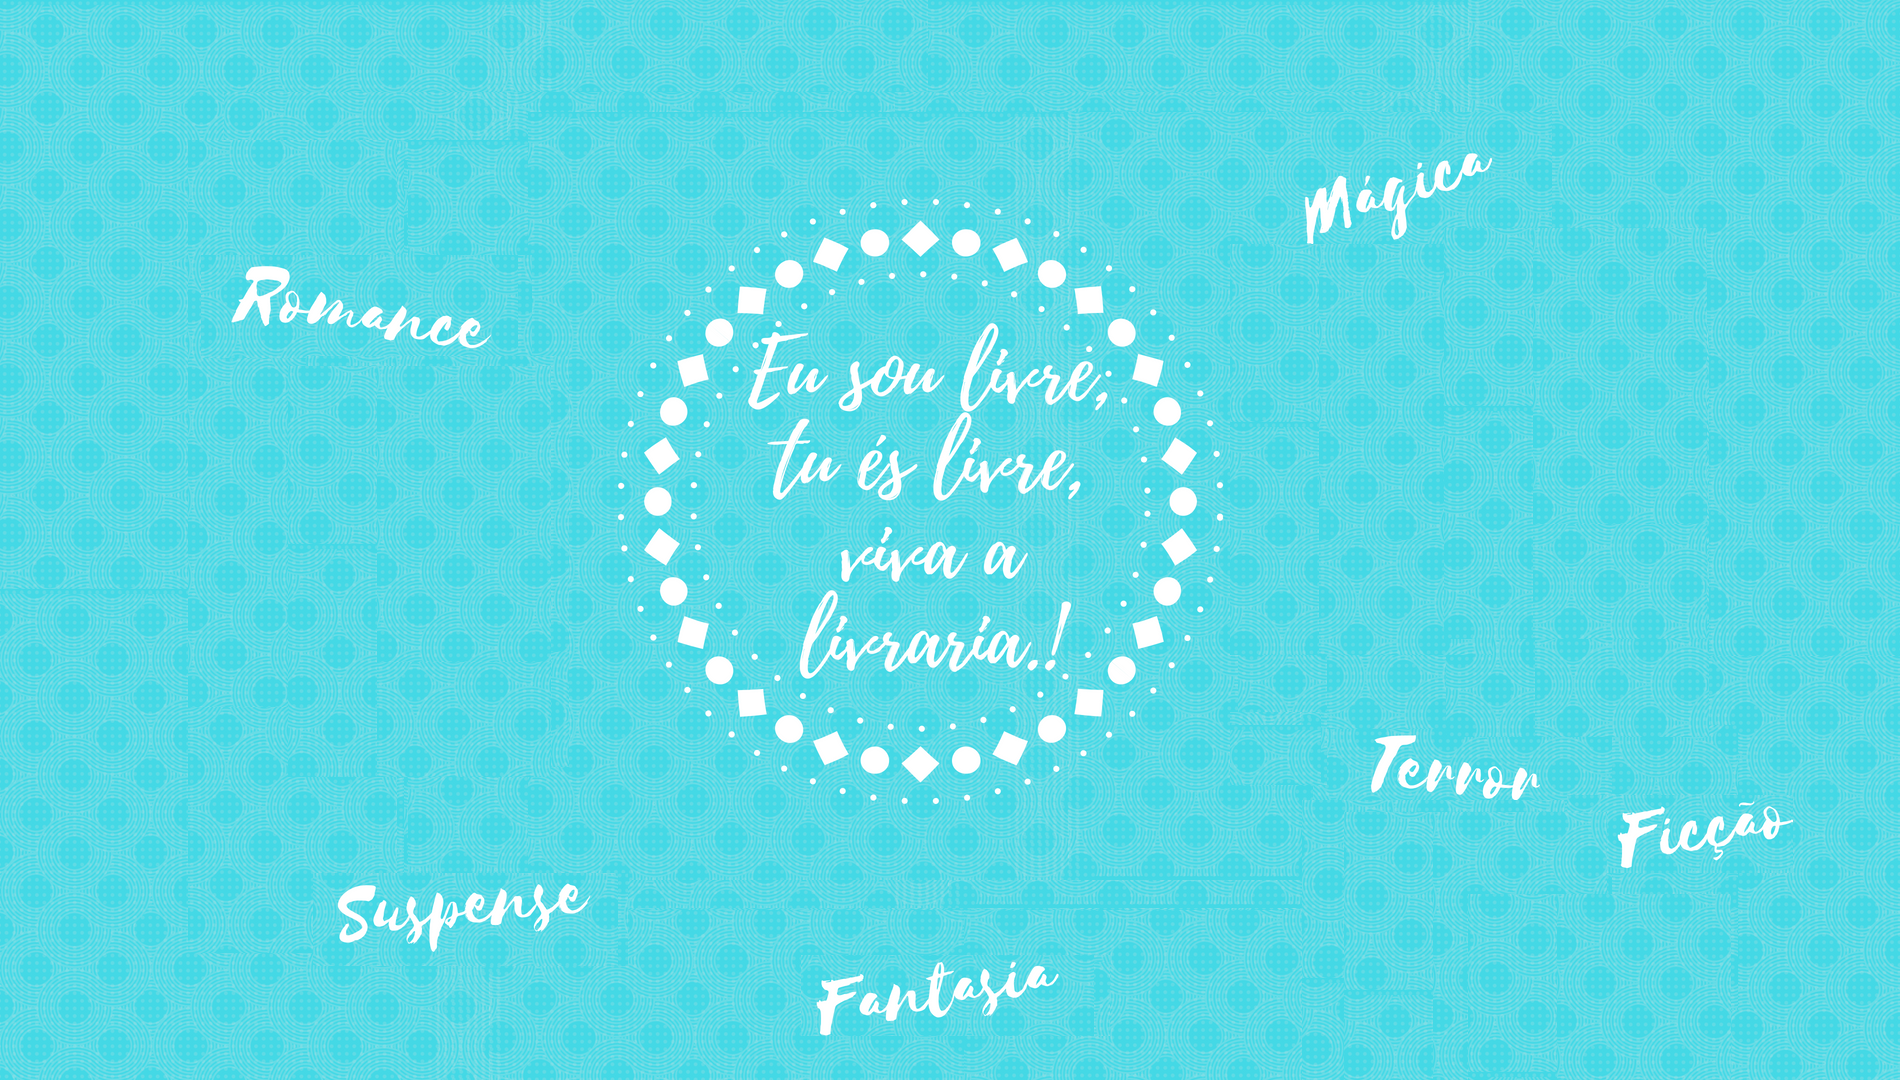 Mágica
Romance
Eu sou livre,
tu és livre,
viva a
livraria.!
Terror
Ficção
Suspense
Fantasia